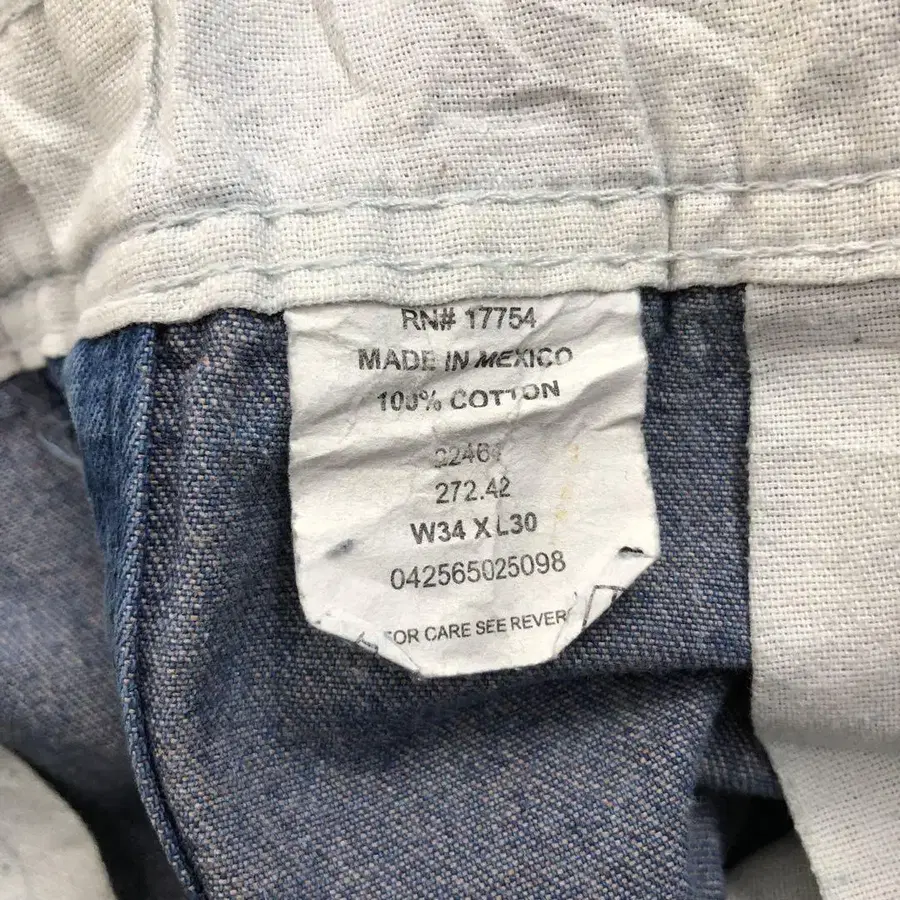 RN# 17754
MADE IN MEXICO
100% COTTON
272.42
W34 X L30
042565025098
FOR CARE SEE REVER